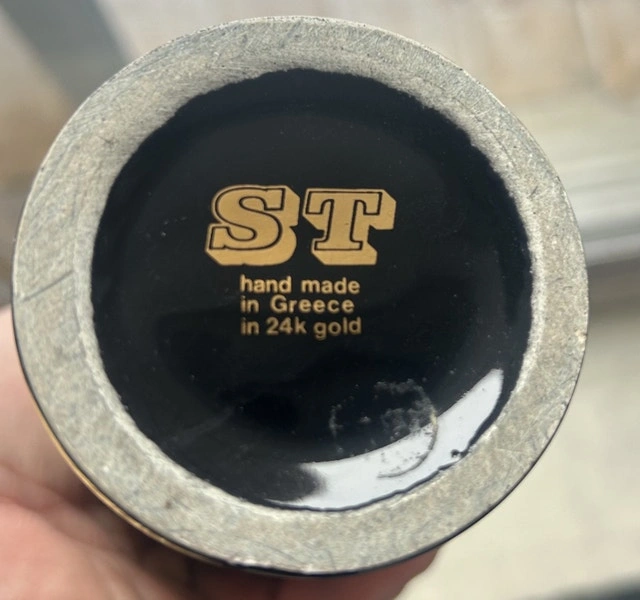 ST
hand made
in Greece
in 24k gold